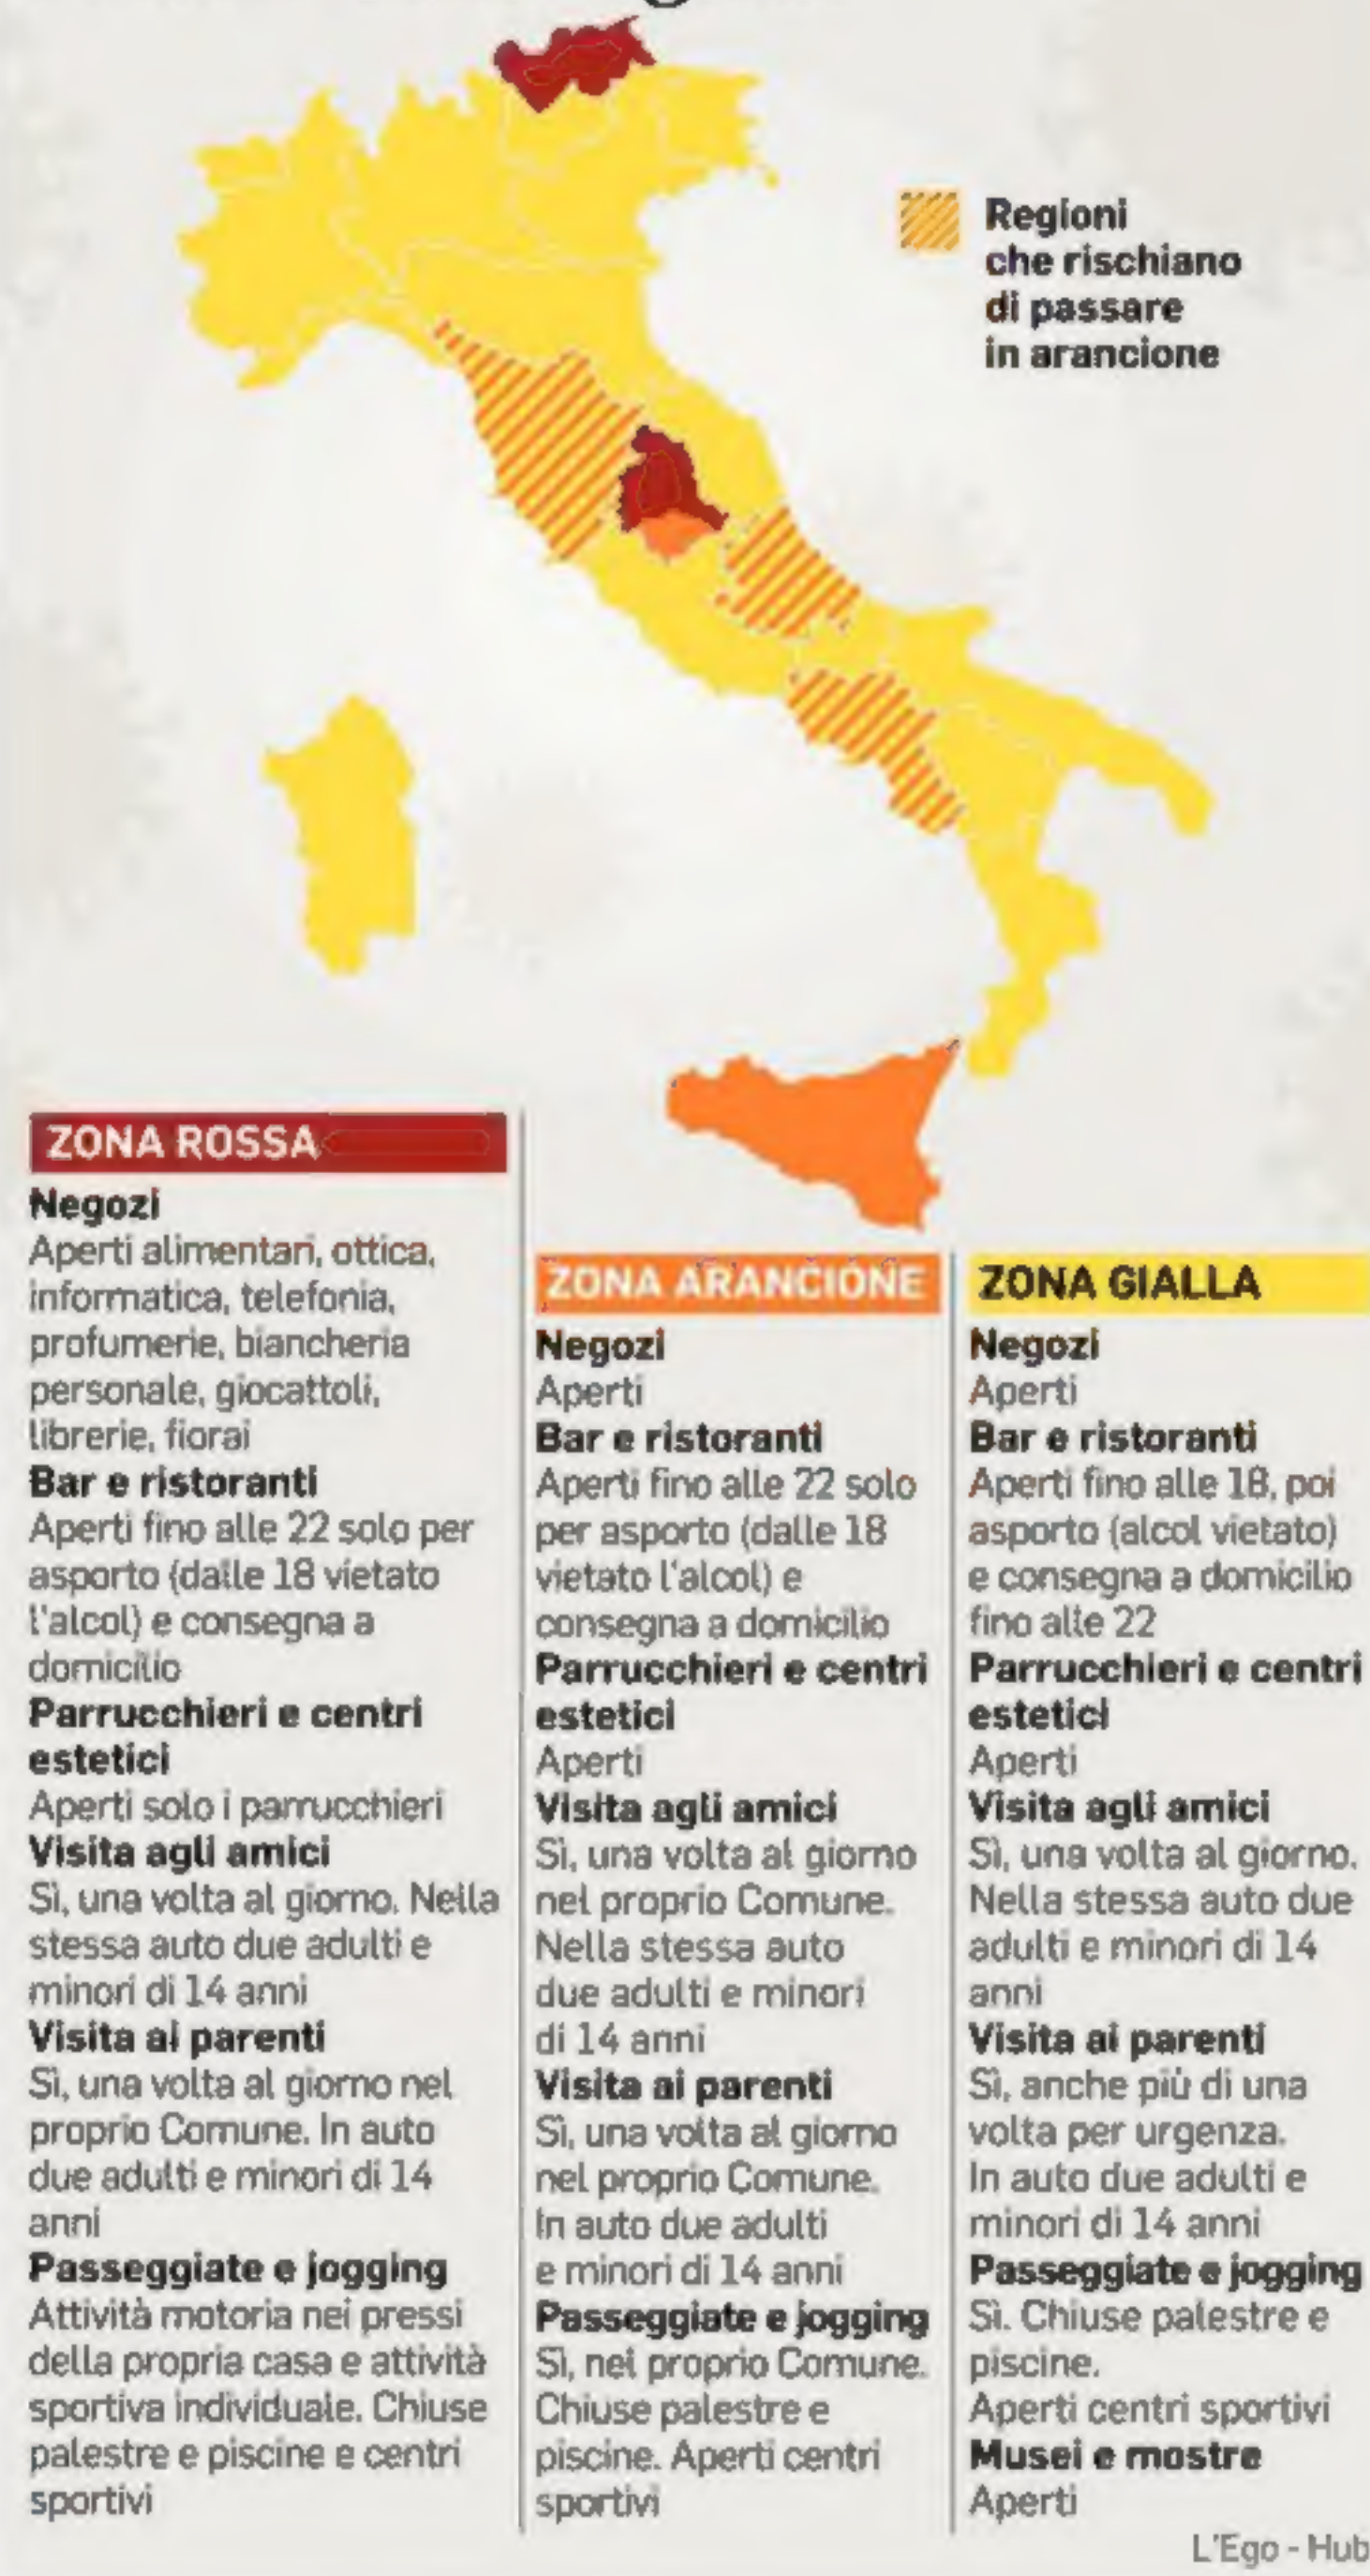 Regioni
che rischiano
di passare
in arancione
ZONA ROSSA
Negozi
Aperti alimentari, ottica,
informatica, telefonia,
profumerie, biancheria
personale, giocattoli,
librerie, fiorai
Bar e ristoranti
Aperti fino alle 22 solo per
asporto (dalle 18 vietato
l'alcol) e consegna a
domicilio
Parrucchieri e centri
estetici
Aperti solo i parrucchieri
Visita agli amici
Sì, una volta al giorno. Nella
stessa auto due adulti e
minori di 14 anni
Visita ai parenti
Sì, una volta al giorno nel
proprio Comune. In auto
due adulti e minori di 14
anni
Passeggiate e jogging
Attività motoria nei pressi
della propria casa e attività
sportiva individuale. Chiuse
palestre e piscine e centri
sportivi
ZONA ARANCIONE
Negozi
Aperti
Bar e ristoranti
Aperti fino alle 22 solo
per asporto (dalle 18
vietato l'alcol) e
consegna a domicilio
Parrucchieri e centri
estetici
Aperti
Visita agli amici
Sì, una volta al giorno
nel proprio Comune.
Nella stessa auto
due adulti e minori
di 14 anni
Visita ai parenti
Sì, una volta al giorno
nel proprio Comune.
In auto due adulti
e minori di 14 anni
Passeggiate e jogging
Sì, nel proprio Comune.
Chiuse palestre e
piscine. Aperti centri
sportivi
ZONA GIALLA
Negozi
Aperti
Bar e ristoranti
Aperti fino alle 18, poi
asporto (alcol vietato)
e consegna a domicilio
fino alle 22
Parrucchieri e centri
estetici
Aperti
Visita agli amici
Sì, una volta al giorno.
Nella stessa auto due
adulti e minori di 14
anni
Visita ai parenti
Sì, anche più di una
volta per urgenza.
In auto due adulti e
minori di 14 anni
Passeggiate e jogging
Sì. Chiuse palestre e
piscine.
Aperti centri sportivi
Musei e mostre
Aperti
L'Ego - Hub